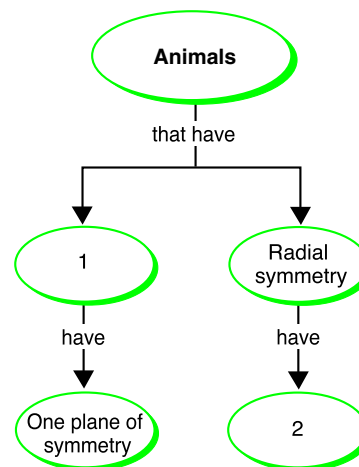 Animals
that have
1
Radial
symmetry
have
have
One plane of
symmetry
2